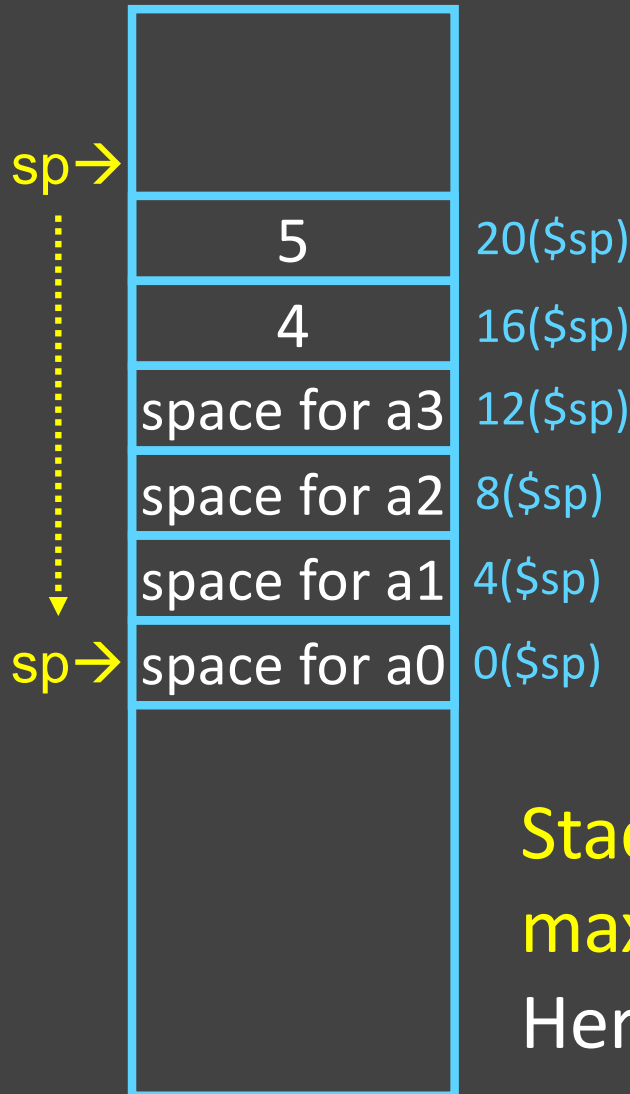 sp→
5 20($sp)
4 16($sp)
space for a3 12($sp)
space for a2 8($sp)
space for a1 4($sp)
sp→ space for a0 0($sp)